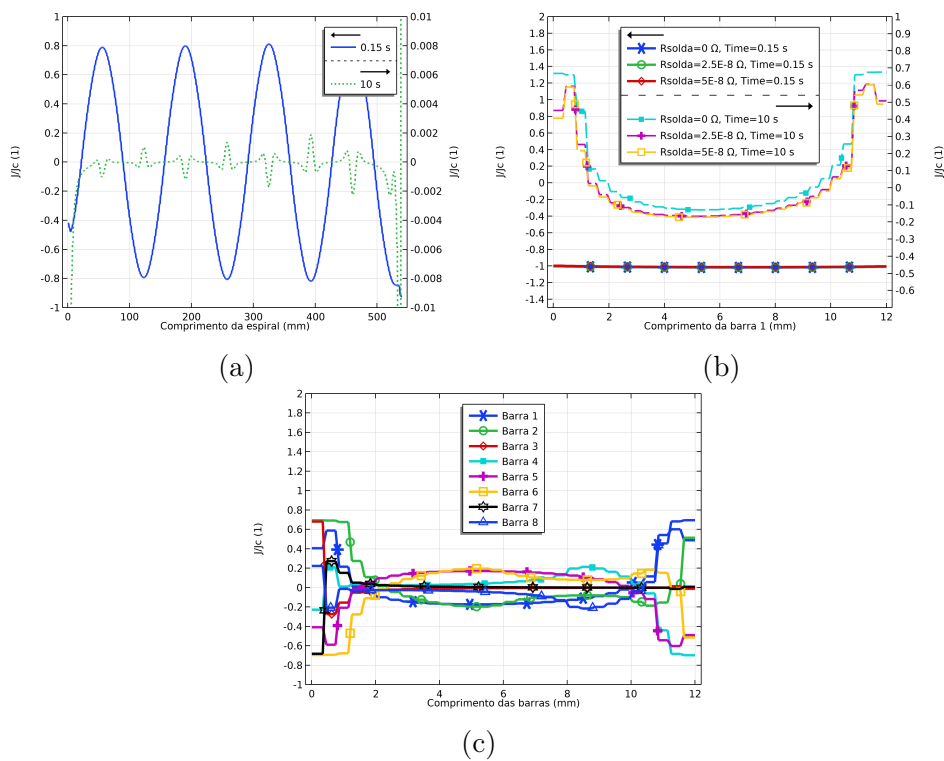 1
0.8
0.6
0.4
0.2
0
-0.2
-0.4
-0.6
-0.8
-1
J/Jc (1)
0 100 200 300 400 500
Comprimento da espiral (mm)
0.01
0.008
0.006
0.004
0.002
0
-0.002
-0.004
-0.006
-0.008
-0.01
J/Jc (1)
0.15 s
10 s
(a)
2
1.8
1.6
1.4
1.2
1
0.8
0.6
0.4
0.2
0
-0.2
-0.4
-0.6
-0.8
-1
-1.2
-1.4
J/Jc (1)
0 2 4 6 8 10 12
Comprimento da barra 1 (mm)
1
0.9
0.8
0.7
0.6
0.5
0.4
0.3
0.2
0.1
0
0.1
0.2
0.3
0.4
0.5
0.6
J/Jc (1)
Rsolda=0 Ω, Time=0.15 s
Rsolda=2.5E-8 Ω, Time=0.15 s
Rsolda=5E-8 Ω, Time=0.15 s
Rsolda=0 Ω, Time=10 s
Rsolda=2.5E-8 Ω, Time=10 s
Rsolda=5E-8 Ω, Time=10 s
(b)
2
1.8
1.6
1.4
1.2
1
0.8
0.6
0.4
0.2
0
-0.2
-0.4
-0.6
-0.8
-1
J/Jc (1)
0 2 4 6 8 10 12
Comprimento das barras (mm)
Barra 1
Barra 2
Barra 3
Barra 4
Barra 5
Barra 6
Barra 7
Barra 8
(c)